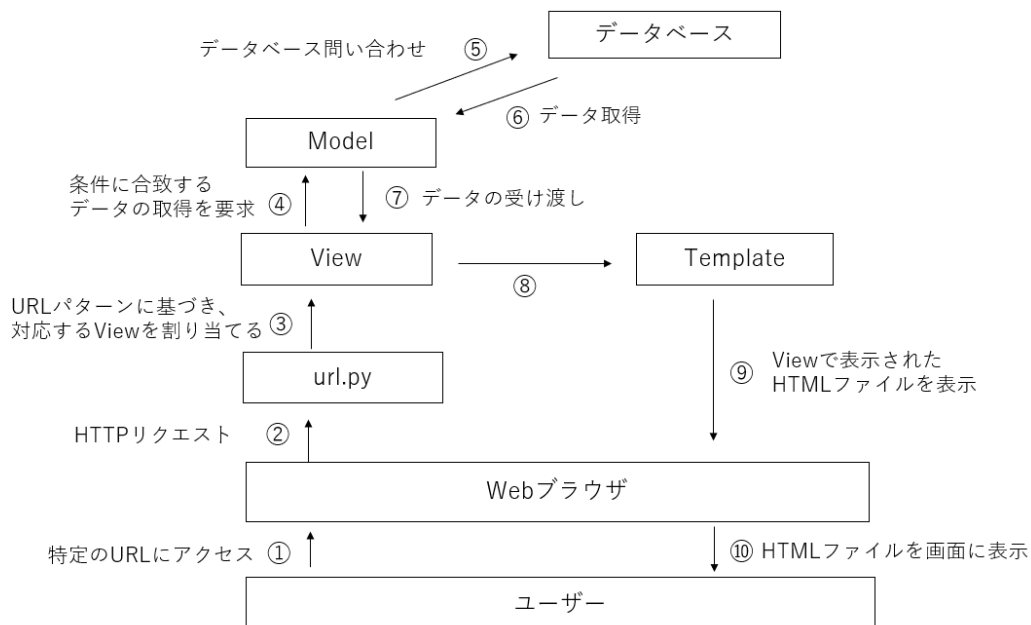 データベース
データベース問い合わせ
⑤
⑥ データ取得
Model
条件に合致する
データの取得を要求
④
⑦ データの受け渡し
View
⑧
Template
URLパターンに基づき、
対応するViewを割り当てる
③
url.py
⑨
Viewで表示された
HTMLファイルを表示
HTTPリクエスト
②
Webブラウザ
特定のURLにアクセス
①
⑩ HTMLファイルを画面に表示
ユーザー